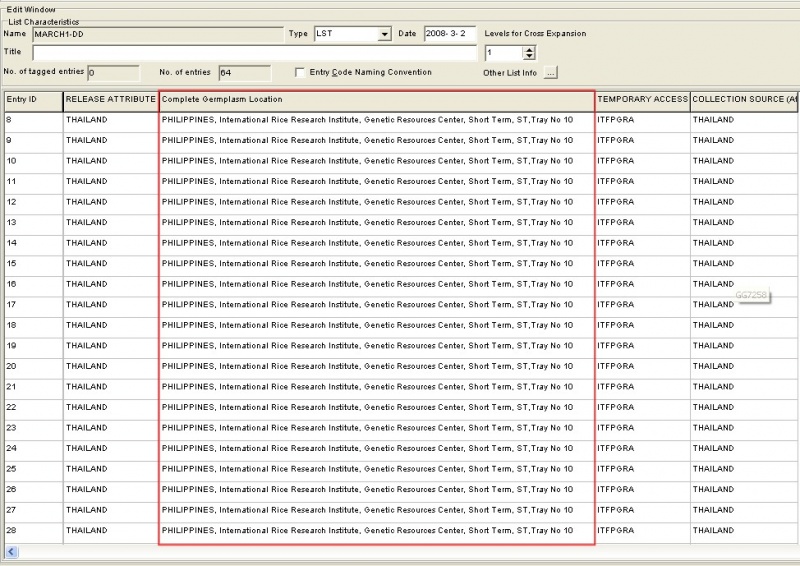 Edit Window
List Characteristics
Name MARCH1-DD Type LST Date 2008- 3- 2 Levels for Cross Expansion
Title 1
No. of tagged entries 0 No. of entries 64 Entry Code Naming Convention Other List Info ...
Entry ID RELEASE ATTRIBUTE Complete Germplasm Location TEMPORARY ACCESS COLLECTION SOURCE (At
8 THAILAND PHILIPPINES, International Rice Research Institute, Genetic Resources Center, Short Term, ST,Tray No 10 ITFPGRA THAILAND
9 THAILAND PHILIPPINES, International Rice Research Institute, Genetic Resources Center, Short Term, ST,Tray No 10 ITFPGRA THAILAND
10 THAILAND PHILIPPINES, International Rice Research Institute, Genetic Resources Center, Short Term, ST,Tray No 10 ITFPGRA THAILAND
11 THAILAND PHILIPPINES, International Rice Research Institute, Genetic Resources Center, Short Term, ST,Tray No 10 ITFPGRA THAILAND
12 THAILAND PHILIPPINES, International Rice Research Institute, Genetic Resources Center, Short Term, ST,Tray No 10 ITFPGRA THAILAND
13 THAILAND PHILIPPINES, International Rice Research Institute, Genetic Resources Center, Short Term, ST,Tray No 10 ITFPGRA THAILAND
14 THAILAND PHILIPPINES, International Rice Research Institute, Genetic Resources Center, Short Term, ST,Tray No 10 ITFPGRA THAILAND
15 THAILAND PHILIPPINES, International Rice Research Institute, Genetic Resources Center, Short Term, ST,Tray No 10 ITFPGRA THAILAND
16 THAILAND PHILIPPINES, International Rice Research Institute, Genetic Resources Center, Short Term, ST,Tray No 10 ITFPGRA THAILAND
GG7258
17 THAILAND PHILIPPINES, International Rice Research Institute, Genetic Resources Center, Short Term, ST,Tray No 10 ITFPGRA THAILAND
18 THAILAND PHILIPPINES, International Rice Research Institute, Genetic Resources Center, Short Term, ST,Tray No 10 ITFPGRA THAILAND
19 THAILAND PHILIPPINES, International Rice Research Institute, Genetic Resources Center, Short Term, ST,Tray No 10 ITFPGRA THAILAND
20 THAILAND PHILIPPINES, International Rice Research Institute, Genetic Resources Center, Short Term, ST,Tray No 10 ITFPGRA THAILAND
21 THAILAND PHILIPPINES, International Rice Research Institute, Genetic Resources Center, Short Term, ST,Tray No 10 ITFPGRA THAILAND
22 THAILAND PHILIPPINES, International Rice Research Institute, Genetic Resources Center, Short Term, ST,Tray No 10 ITFPGRA THAILAND
23 THAILAND PHILIPPINES, International Rice Research Institute, Genetic Resources Center, Short Term, ST,Tray No 10 ITFPGRA THAILAND
24 THAILAND PHILIPPINES, International Rice Research Institute, Genetic Resources Center, Short Term, ST,Tray No 10 ITFPGRA THAILAND
25 THAILAND PHILIPPINES, International Rice Research Institute, Genetic Resources Center, Short Term, ST,Tray No 10 ITFPGRA THAILAND
26 THAILAND PHILIPPINES, International Rice Research Institute, Genetic Resources Center, Short Term, ST,Tray No 10 ITFPGRA THAILAND
27 THAILAND PHILIPPINES, International Rice Research Institute, Genetic Resources Center, Short Term, ST,Tray No 10 ITFPGRA THAILAND
28 THAILAND PHILIPPINES, International Rice Research Institute, Genetic Resources Center, Short Term, ST,Tray No 10 ITFPGRA THAILAND